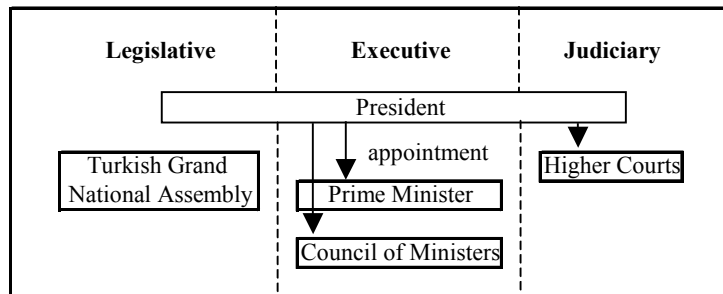 Legislative
Executive
Judiciary
President
appointment
Turkish Grand
National Assembly
Higher Courts
Prime Minister
Council of Ministers